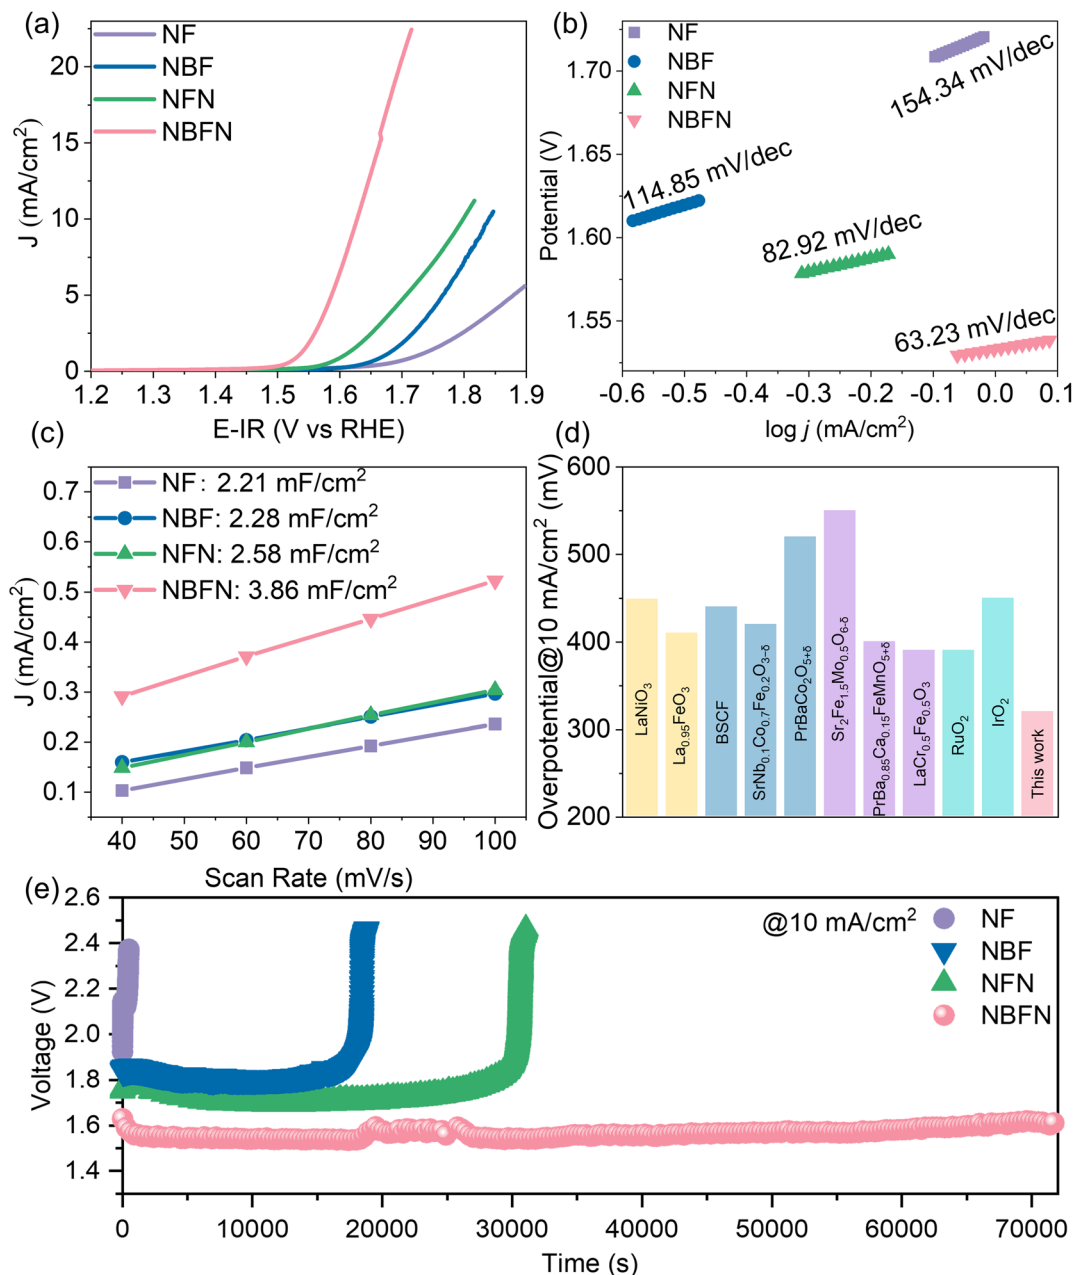 (a)
NF
NBF
NFN
NBFN
J (mA/cm²)
20
15
10
5
0
1.2 1.3 1.4 1.5 1.6 1.7 1.8 1.9
E-IR (V vs RHE)
(b)
NF
NBF
NFN
NBFN
154.34 mV/dec
114.85 mV/dec
82.92 mV/dec
63.23 mV/dec
Potential (V)
1.70
1.65
1.60
1.55
-0.6 -0.5 -0.4 -0.3 -0.2 -0.1 0.0 0.1
log j (mA/cm²)
(c)
NF: 2.21 mF/cm²
NBF: 2.28 mF/cm²
NFN: 2.58 mF/cm²
NBFN: 3.86 mF/cm²
J (mA/cm²)
0.7
0.6
0.5
0.4
0.3
0.2
0.1
40 50 60 70 80 90 100
Scan Rate (mV/s)
(d)
Overpotential@10 mA/cm² (mV)
600
500
400
300
200
LaNiO₃
La₀.₉₅FeO₃
BSCF
SrNb₀.₁Co₀.₇Fe₀.₂O₃₋δ
PrBaCo₂O₅₊δ
Sr₂Fe₁.₅Mo₀.₅O₆₋δ
PrBa₀.₈₅Ca₀.₁₅FeMnO₅₊δ
LaCr₀.₅Fe₀.₅O₃
RuO₂
IrO₂
This work
(e)
@10 mA/cm²
NF
NBF
NFN
NBFN
Voltage (V)
2.6
2.4
2.2
2.0
1.8
1.6
1.4
0 10000 20000 30000 40000 50000 60000 70000
Time (s)